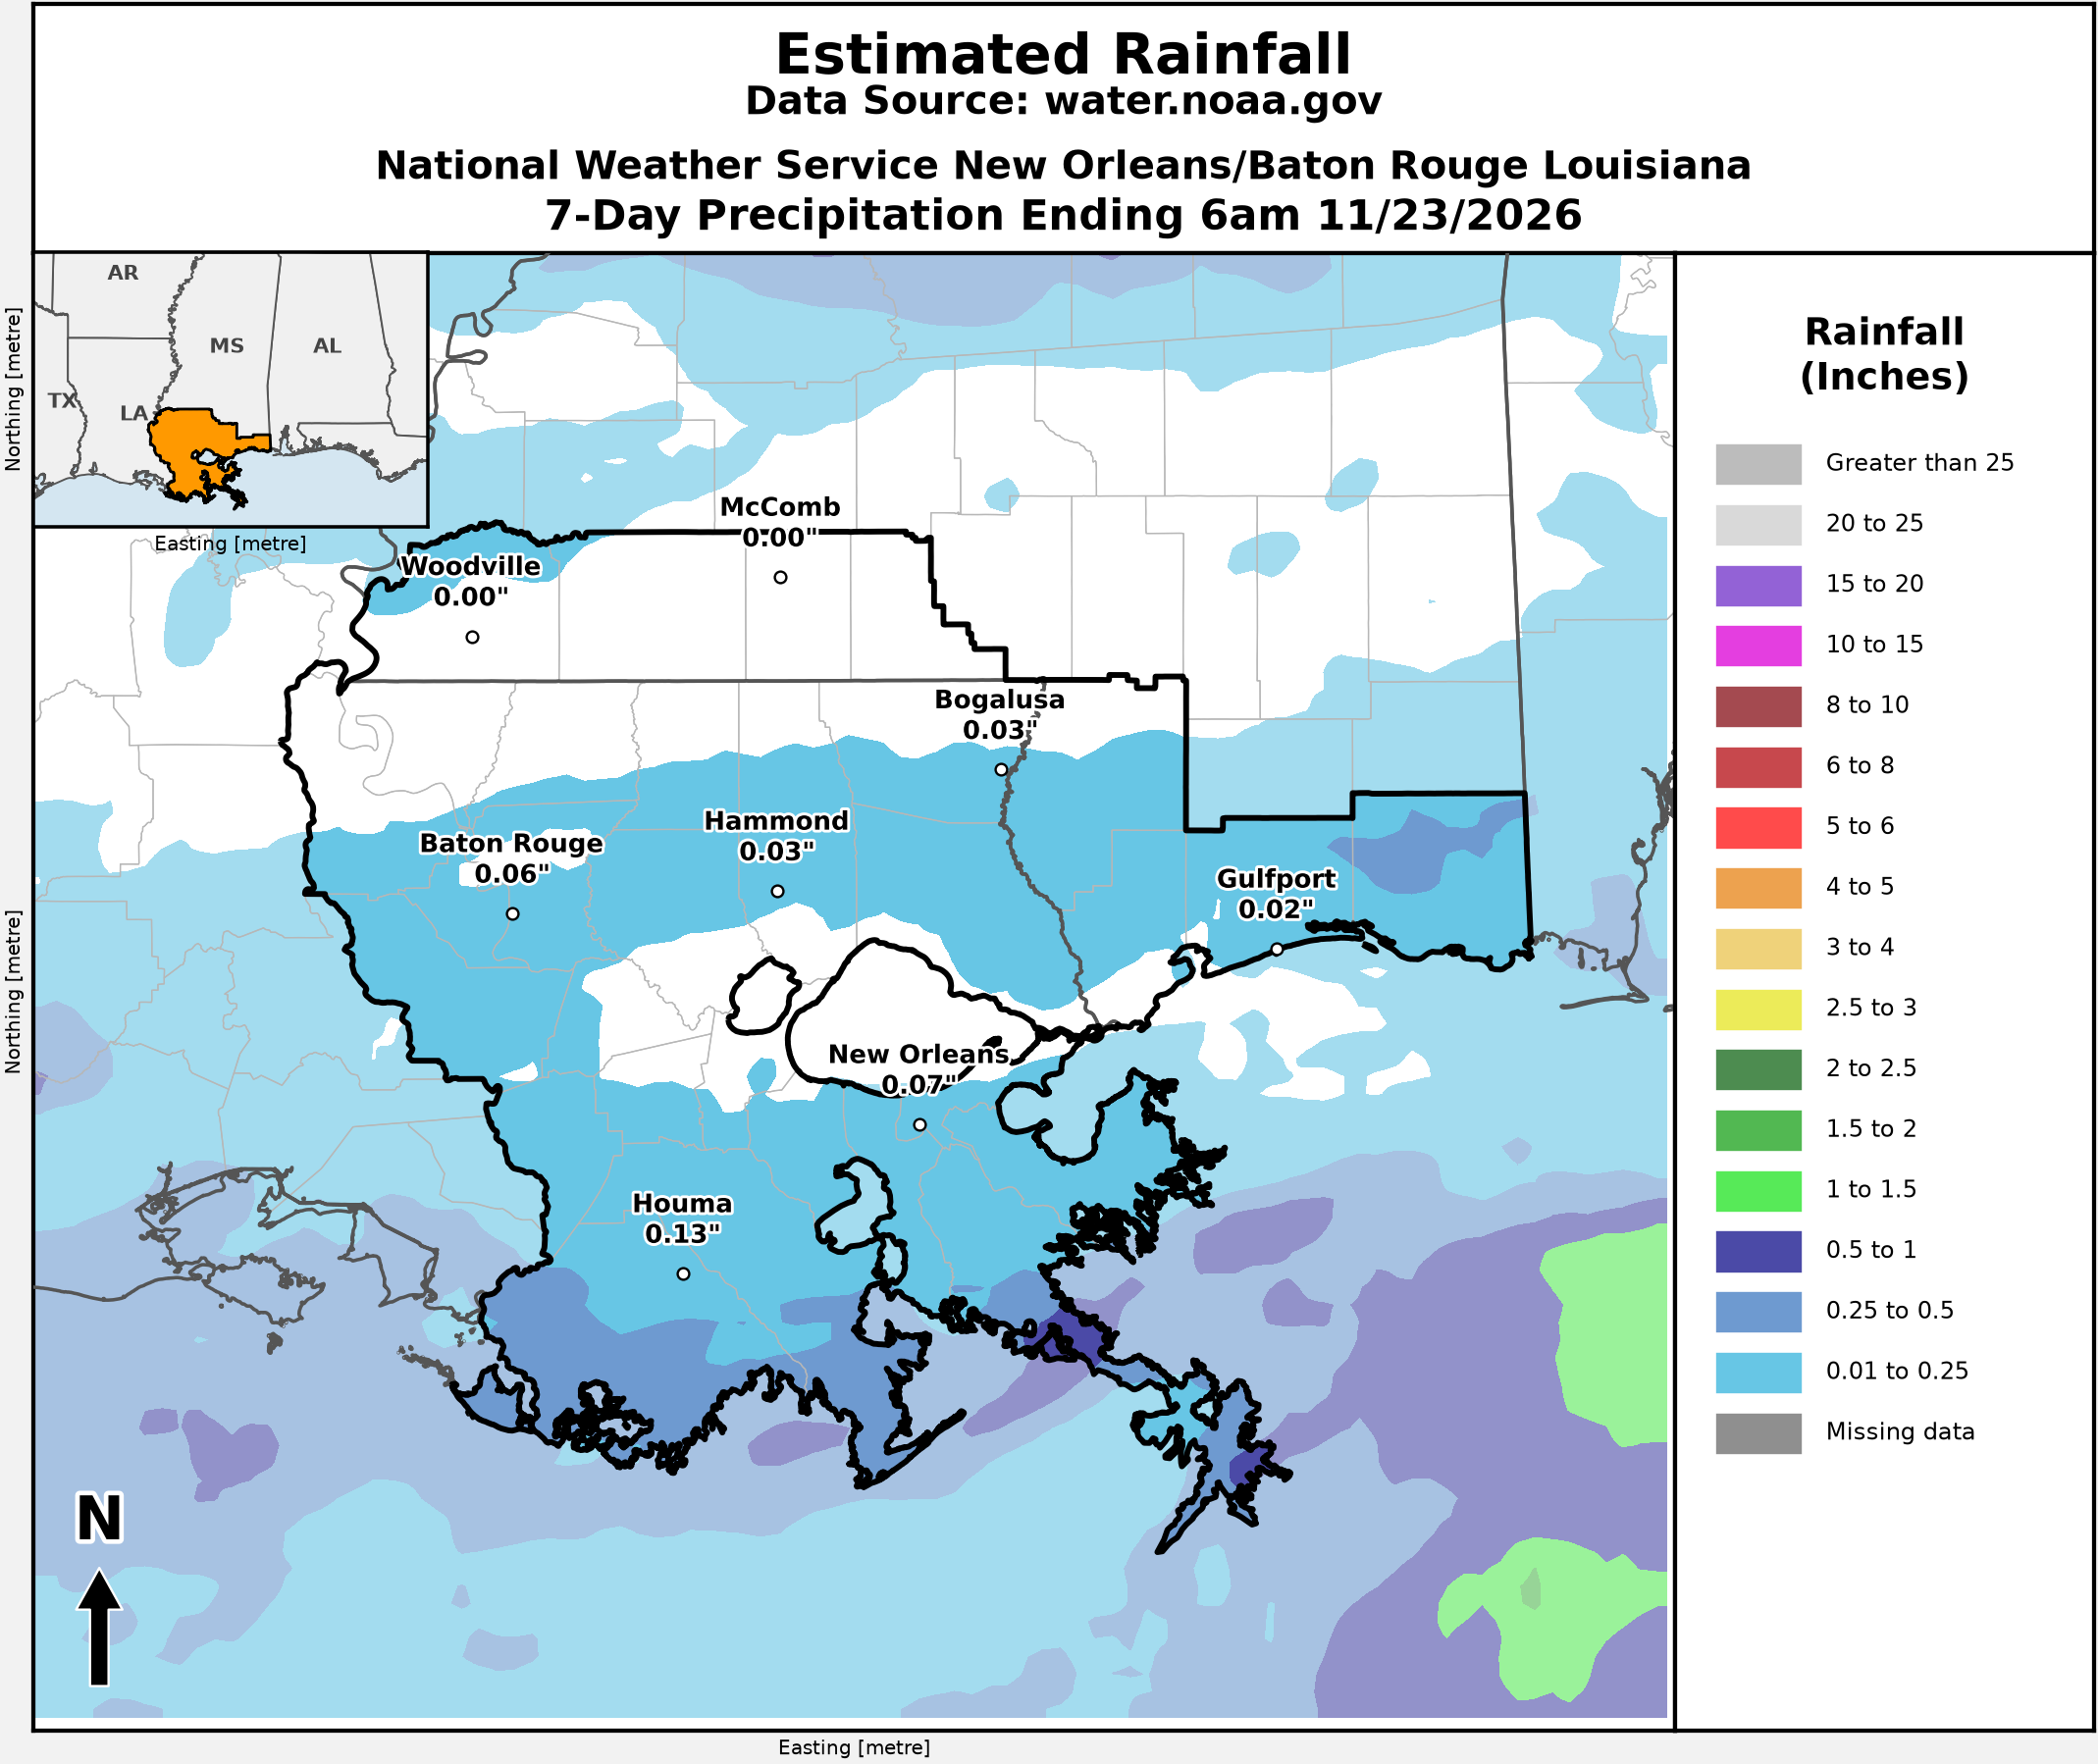 Estimated Rainfall
Data Source: water.noaa.gov
National Weather Service New Orleans/Baton Rouge Louisiana
7-Day Precipitation Ending 6am 11/23/2026
AR
MS
AL
TX
LA
Northing [metre]
Easting [metre]
McComb
0.00"
Woodville
0.00"
Bogalusa
0.03"
Hammond
0.03"
Baton Rouge
0.06"
Gulfport
0.02"
New Orleans
0.07"
Houma
0.13"
N
Northing [metre]
Easting [metre]
Rainfall
(Inches)
Greater than 25
20 to 25
15 to 20
10 to 15
8 to 10
6 to 8
5 to 6
4 to 5
3 to 4
2.5 to 3
2 to 2.5
1.5 to 2
1 to 1.5
0.5 to 1
0.25 to 0.5
0.01 to 0.25
Missing data